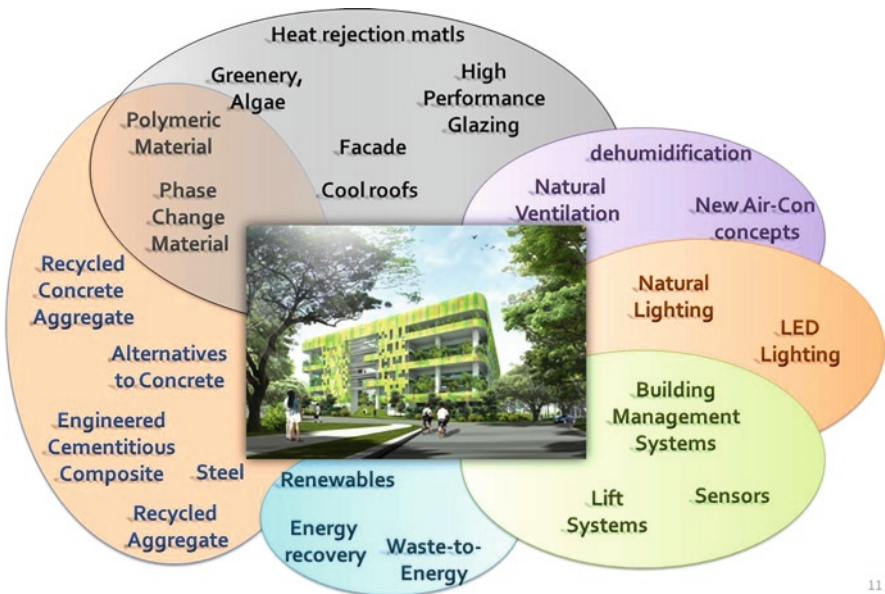 Heat rejection matls
Greenery,
Algae
High
Performance
Glazing
Polymeric
Material
Facade
Cool roofs
Phase
Change
Material
dehumidification
Natural
Ventilation
New Air-Con
concepts
Recycled
Concrete
Aggregate
Natural
Lighting
LED
Lighting
Alternatives
to Concrete
Building
Management
Systems
Engineered
Cementitious
Composite
Steel
Recycled
Aggregate
Renewables
Energy
recovery
Waste-to-
Energy
Lift
Systems
Sensors
11